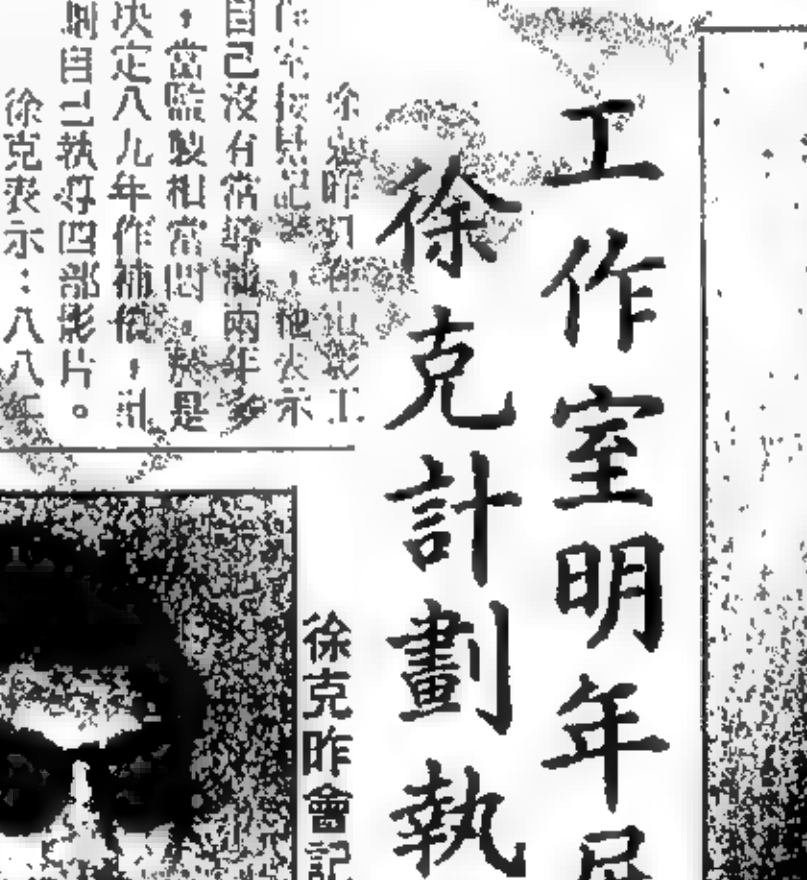 工作室明年
徐克計劃執
徐克昨會記
作室接
自己沒有當導演兩年多
，當監製相當悶，於是
決定八九年作補償，計
劃自己執導四部影片。
徐克表示：八八年